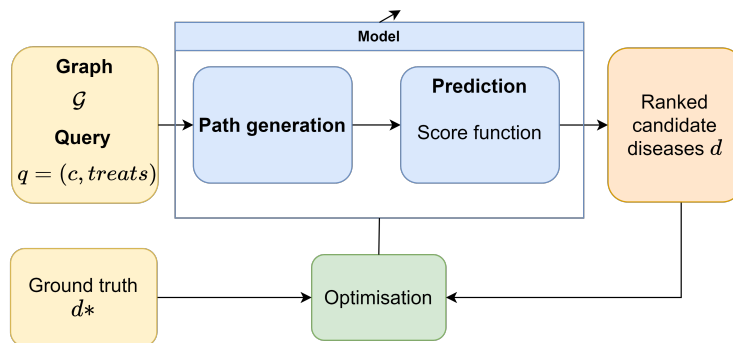 Model
Graph
𝒢
Query
q = (c, treats)
Path generation
Prediction
Score function
Ranked
candidate
diseases d
Ground truth
d*
Optimisation